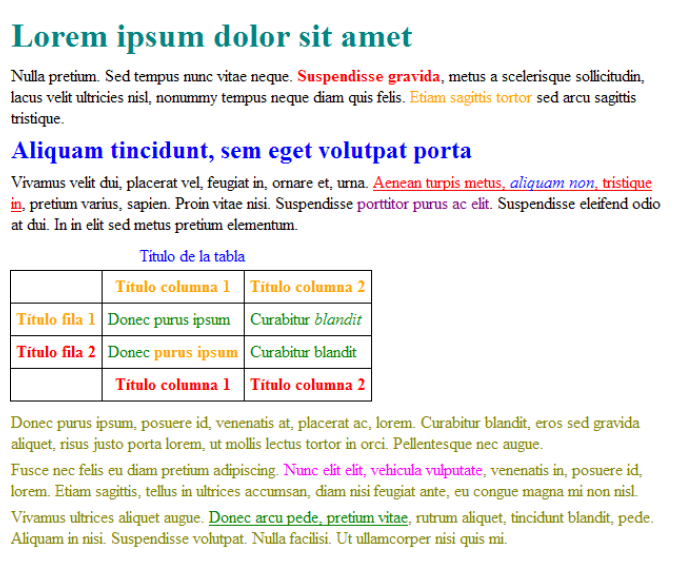 Lorem ipsum dolor sit amet
Nulla pretium. Sed tempus nunc vitae neque. Suspendisse gravida, metus a scelerisque sollicitudin,
lacus velit ultricies nisl, nonummy tempus neque diam quis felis. Etiam sagittis tortor sed arcu sagittis
tristique.
Aliquam tincidunt, sem eget volutpat porta
Vivamus velit dui, placerat vel, feugiat in, ornare et, urna. Aenean turpis metus, aliquam non, tristique
in, pretium varius, sapien. Proin vitae nisi. Suspendisse porttitor purus ac elit. Suspendisse eleifend odio
at dui. In in elit sed metus pretium elementum.
Título de la tabla
Título columna 1 Título columna 2
Título fila 1 Donec purus ipsum Curabitur blandit
Título fila 2 Donec purus ipsum Curabitur blandit
Título columna 1 Título columna 2
Donec purus ipsum, posuere id, venenatis at, placerat ac, lorem. Curabitur blandit, eros sed gravida
aliquet, risus justo porta lorem, ut mollis lectus tortor in orci. Pellentesque nec augue.
Fusce nec felis eu diam pretium adipiscing. Nunc elit elit, vehicula vulputate, venenatis in, posuere id,
lorem. Etiam sagittis, tellus in ultrices accumsan, diam nisi feugiat ante, eu congue magna mi non nisl.
Vivamus ultrices aliquet augue. Donec arcu pede, pretium vitae, rutrum aliquet, tincidunt blandit, pede.
Aliquam in nisi. Suspendisse volutpat. Nulla facilisi. Ut ullamcorper nisi quis mi.